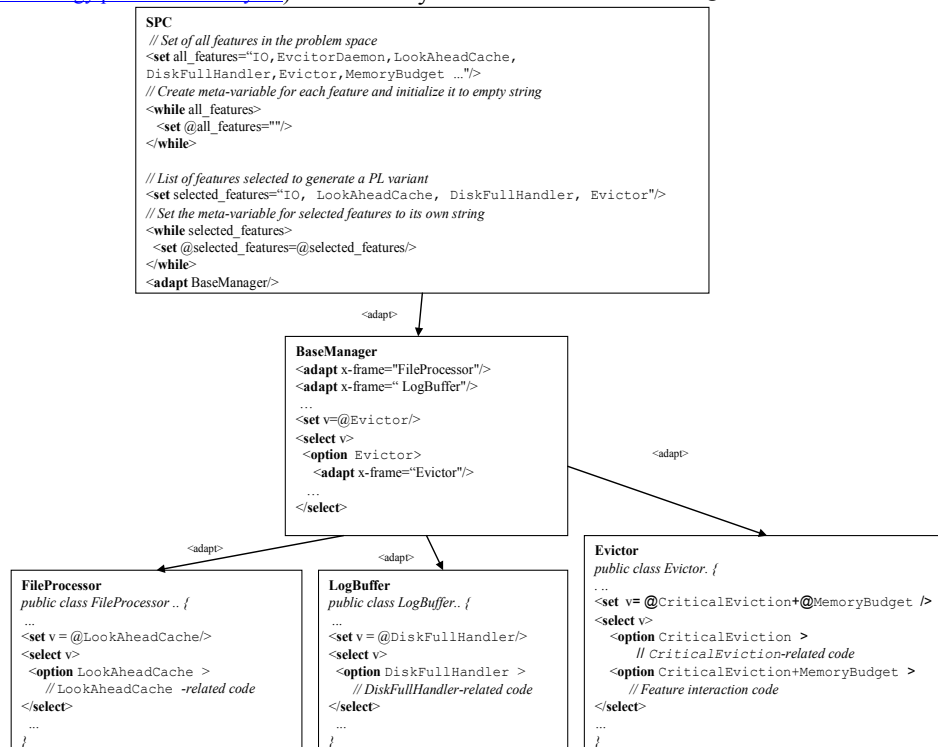 SPC
// Set of all features in the problem space
<set all_features=“IO,EvcitorDaemon,LookAheadCache,
DiskFullHandler,Evictor,MemoryBudget …"/>
// Create meta-variable for each feature and initialize it to empty string
<while all_features>
<set @all_features=""/>
</while>
// List of features selected to generate a PL variant
<set selected_features=“IO, LookAheadCache, DiskFullHandler, Evictor"/>
// Set the meta-variable for selected features to its own string
<while selected_features>
<set @selected_features=@selected_features/>
</while>
<adapt BaseManager/>
<adapt>
BaseManager
<adapt x-frame="FileProcessor"/>
<adapt x-frame=“ LogBuffer"/>
…
<set v=@Evictor/>
<select v>
<option Evictor>
<adapt x-frame=“Evictor"/>
…
</select>
<adapt>
<adapt>
<adapt>
FileProcessor
public class FileProcessor .. {
...
<set v = @LookAheadCache/>
<select v>
<option LookAheadCache >
// LookAheadCache -related code
</select>
...
}
LogBuffer
public class LogBuffer.. {
...
<set v = @DiskFullHandler/>
<select v>
<option DiskFullHandler >
// DiskFullHandler-related code
</select>
...
}
Evictor
public class Evictor. {
. ..
<set v= @CriticalEviction+@MemoryBudget />
<select v>
<option CriticalEviction >
// CriticalEviction-related code
<option CriticalEviction+MemoryBudget >
// Feature interaction code
</select>
...
}